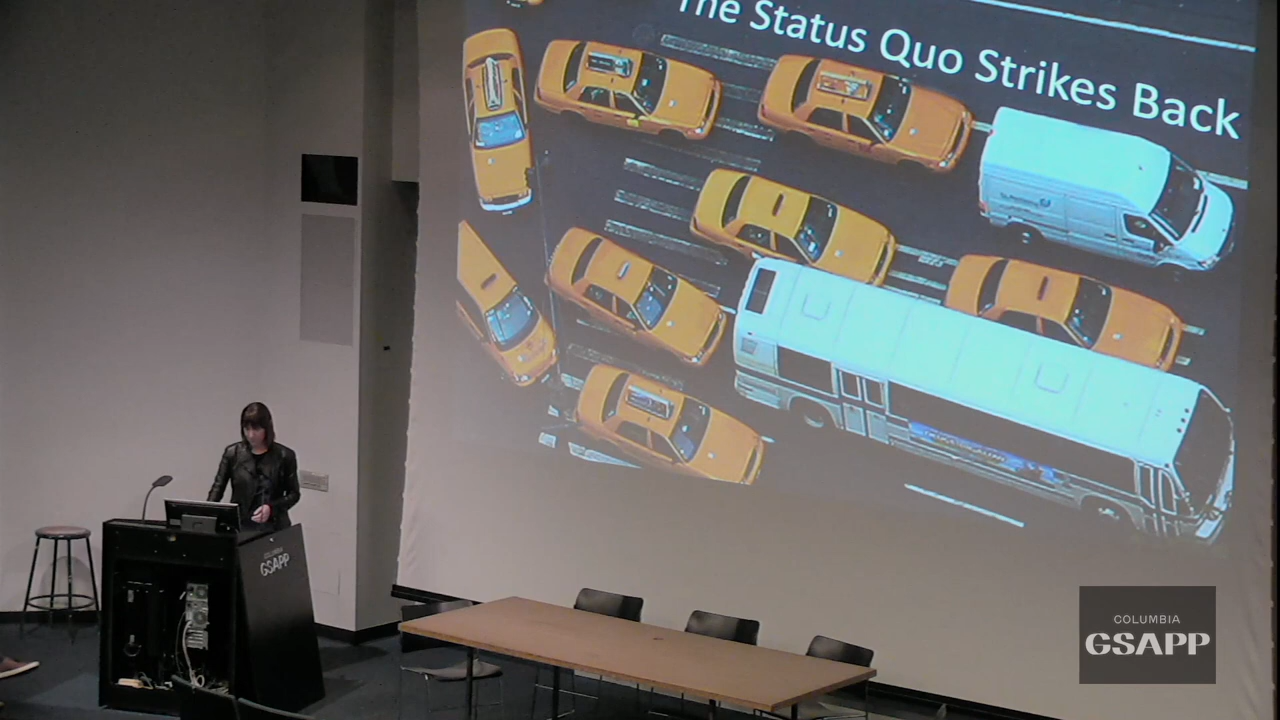 The Status Quo Strikes Back
COLUMBIA
GSAPP
COLUMBIA
GSAPP